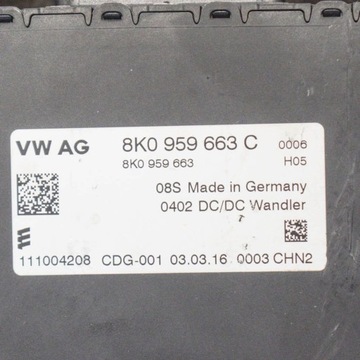 VW AG 8K0 959 663 C 0006
8K0 959 663 H05
08S Made in Germany
0402 DC/DC Wandler
111004208 CDG-001 03.03.16 0003 CHN2